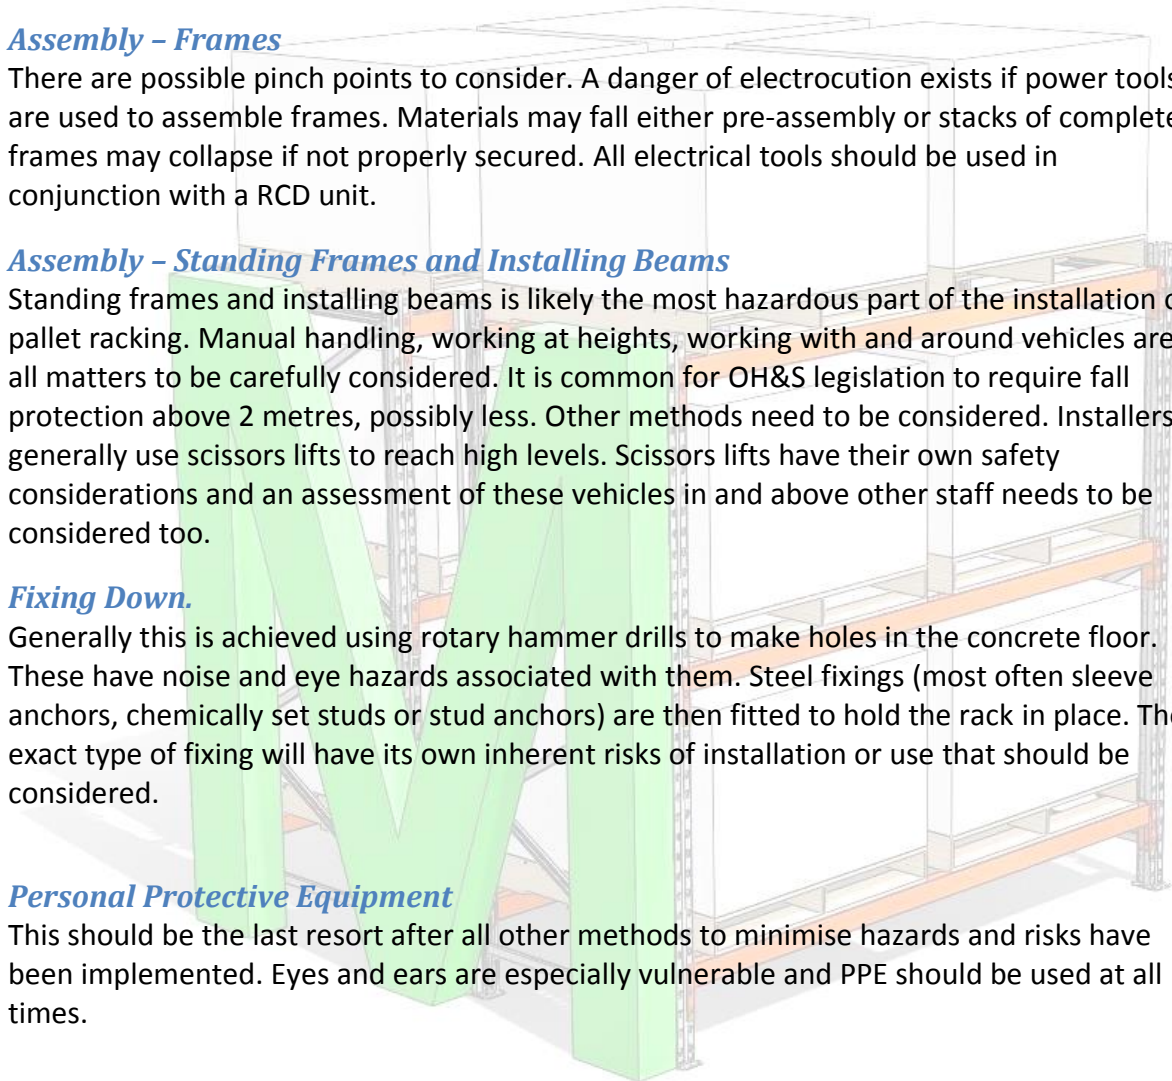 Assembly – Frames
There are possible pinch points to consider. A danger of electrocution exists if power tools
are used to assemble frames. Materials may fall either pre-assembly or stacks of complete
frames may collapse if not properly secured. All electrical tools should be used in
conjunction with a RCD unit.
Assembly – Standing Frames and Installing Beams
Standing frames and installing beams is likely the most hazardous part of the installation o
pallet racking. Manual handling, working at heights, working with and around vehicles are
all matters to be carefully considered. It is common for OH&S legislation to require fall
protection above 2 metres, possibly less. Other methods need to be considered. Installers
generally use scissors lifts to reach high levels. Scissors lifts have their own safety
considerations and an assessment of these vehicles in and above other staff needs to be
considered too.
Fixing Down.
Generally this is achieved using rotary hammer drills to make holes in the concrete floor.
These have noise and eye hazards associated with them. Steel fixings (most often sleeve
anchors, chemically set studs or stud anchors) are then fitted to hold the rack in place. The
exact type of fixing will have its own inherent risks of installation or use that should be
considered.
Personal Protective Equipment
This should be the last resort after all other methods to minimise hazards and risks have
been implemented. Eyes and ears are especially vulnerable and PPE should be used at all
times.